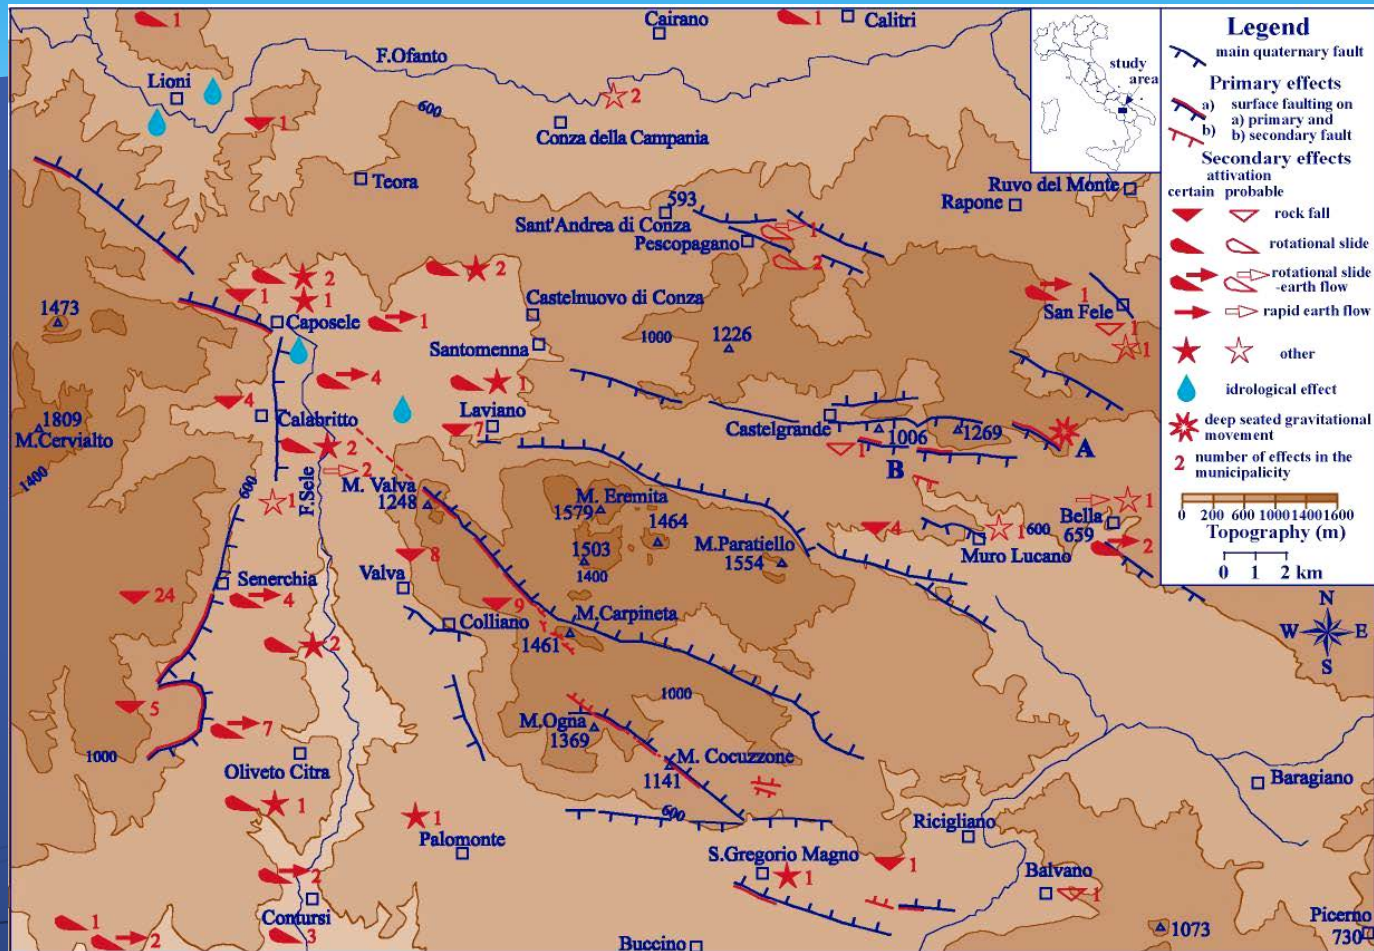 1
Cairano
1
Calitri
F.Ofanto
Lioni
2
600
1
Conza della Campania
Teora
593
Sant'Andrea di Conza
Pescopagano
1
2
Ruvo del Monte
Rapone
2
2
1
1
1473
Caposele
1
Castelnuovo di Conza
1000
1226
Santomenna
1
San Fele
1
1
4
1
4
Calabritto
Laviano
7
1809
M.Cervialto
1400
Castelgrande
1006
1269
A
1
B
2
2
M. Valva
1248
600
1
F.Sele
M. Eremita
1579
1464
1503
1400
M.Paratiello
1554
4
1
600
Muro Lucano
1
Bella
659
2
8
Valva
Senerchia
24
4
9
M.Carpineta
1461
Colliano
2
5
1000
7
Oliveto Citra
1000
M.Ogna
1369
M. Cocuzzone
1141
Baragiano
1
1
Palomonte
600
Ricigliano
S.Gregorio Magno
1
1
Balvano
1
2
Contursi
3
1
2
Buccino
1073
Picerno
730
study
area
Legend
main quaternary fault
Primary effects
a)
b)
surface faulting on
a) primary and
b) secondary fault
Secondary effects
attivation
certain probable
rock fall
rotational slide
rotational slide
-earth flow
rapid earth flow
other
idrological effect
deep seated gravitational
movement
2 number of effects in the
municipalicity
0 200 600 1000 1400 1600
Topography (m)
0 1 2 km
N
W E
S